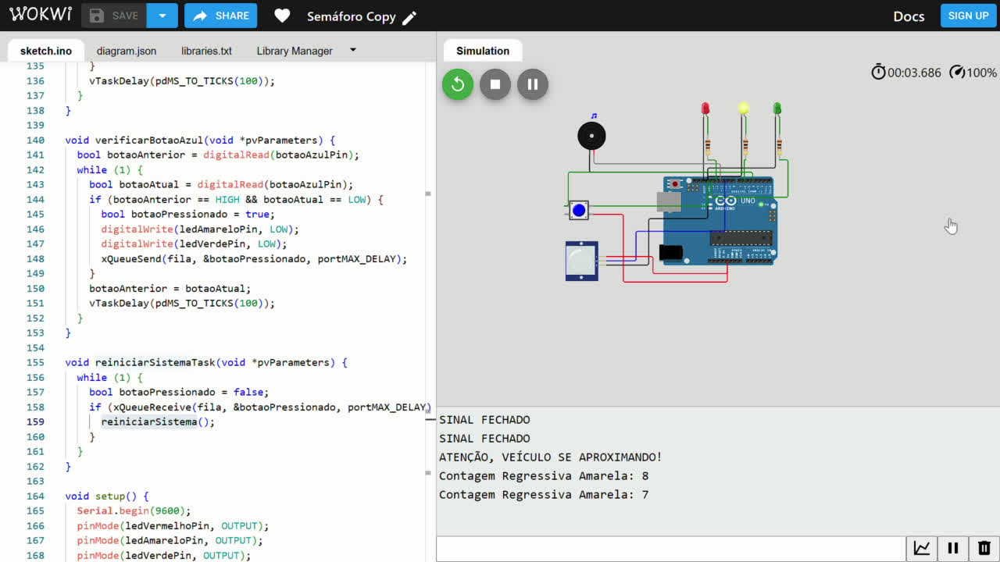 WOKWI
SAVE
SHARE
Semáforo Copy
Docs
SIGN UP
sketch.ino
diagram.json
libraries.txt
Library Manager
135 }
136 vTaskDelay(pdMS_TO_TICKS(100));
137 }
138 }
139
140 void verificarBotaoAzul(void *pvParameters) {
141 bool botaoAnterior = digitalRead(botaoAzulPin);
142 while (1) {
143 bool botaoAtual = digitalRead(botaoAzulPin);
144 if (botaoAnterior == HIGH && botaoAtual == LOW) {
145 bool botaoPressionado = true;
146 digitalWrite(ledAmareloPin, LOW);
147 digitalWrite(ledVerdePin, LOW);
148 xQueueSend(fila, &botaoPressionado, portMAX_DELAY);
149 }
150 botaoAnterior = botaoAtual;
151 vTaskDelay(pdMS_TO_TICKS(100));
152 }
153 }
154
155 void reiniciarSistemaTask(void *pvParameters) {
156 while (1) {
157 bool botaoPressionado = false;
158 if (xQueueReceive(fila, &botaoPressionado, portMAX_DELAY)
159 reiniciarSistema();
160 }
161 }
162 }
163
164 void setup() {
165 Serial.begin(9600);
166 pinMode(ledVermelhoPin, OUTPUT);
167 pinMode(ledAmareloPin, OUTPUT);
168 pinMode(ledVerdePin, OUTPUT);
Simulation
00:03.686
100%
UNO
ARDUINO
SINAL FECHADO
SINAL FECHADO
ATENÇÃO, VEÍCULO SE APROXIMANDO!
Contagem Regressiva Amarela: 8
Contagem Regressiva Amarela: 7